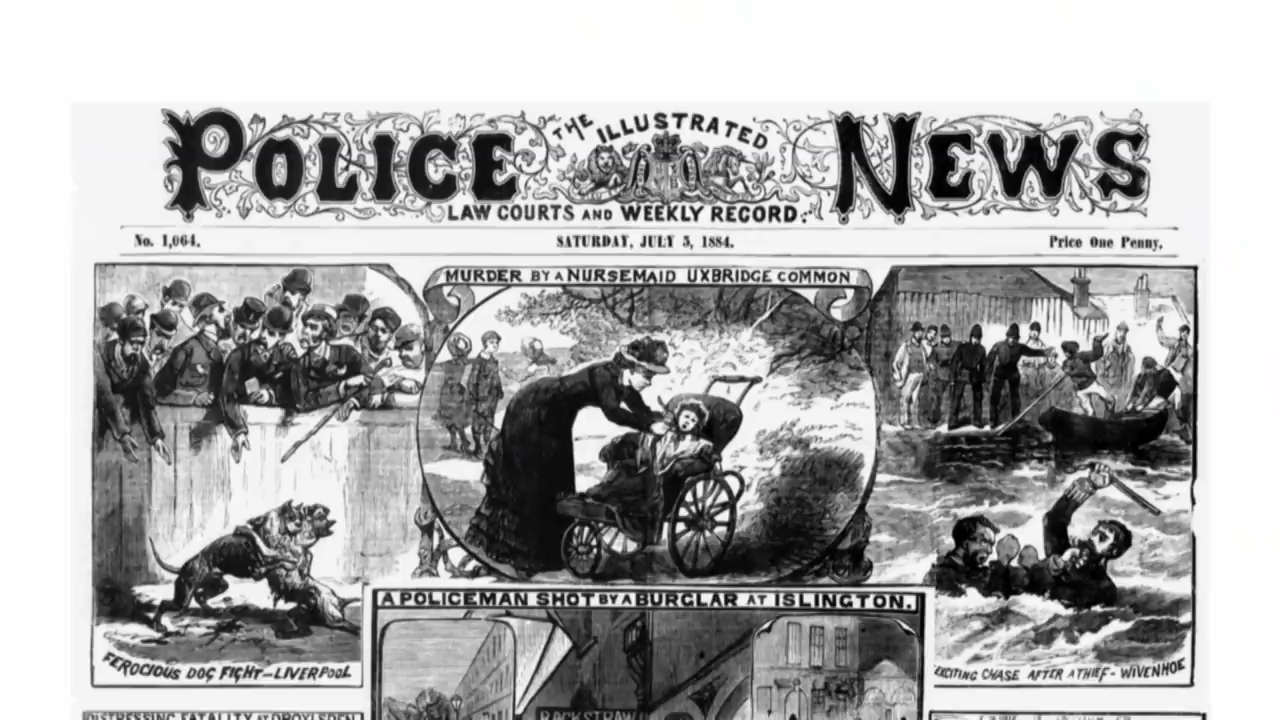 POLICE THE ILLUSTRATED NEWS
LAW COURTS AND WEEKLY RECORD.
No. 1,064.
SATURDAY, JULY 5, 1884.
Price One Penny.
MURDER BY A NURSEMAID UXBRIDGE COMMON
FEROCIOUS DOG FIGHT-LIVERPOOL
EXCITING CHASE AFTER A THIEF-WIVENHOE
A POLICEMAN SHOT BY A BURGLAR AT ISLINGTON.
DISTRESSING FATALITY AT DROYLSDEN